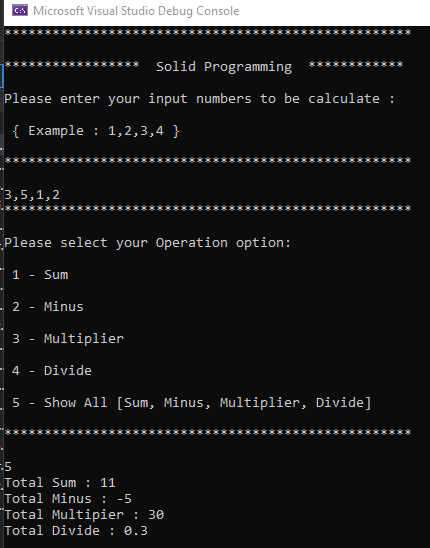 Microsoft Visual Studio Debug Console
***************************************************
*****************  Solid Programming  ************
Please enter your input numbers to be calculate :
{ Example : 1,2,3,4 }
***************************************************
3,5,1,2
***************************************************
Please select your Operation option:
1 - Sum
2 - Minus
3 - Multiplier
4 - Divide
5 - Show All [Sum, Minus, Multiplier, Divide]
***************************************************
5
Total Sum : 11
Total Minus : -5
Total Multipier : 30
Total Divide : 0.3